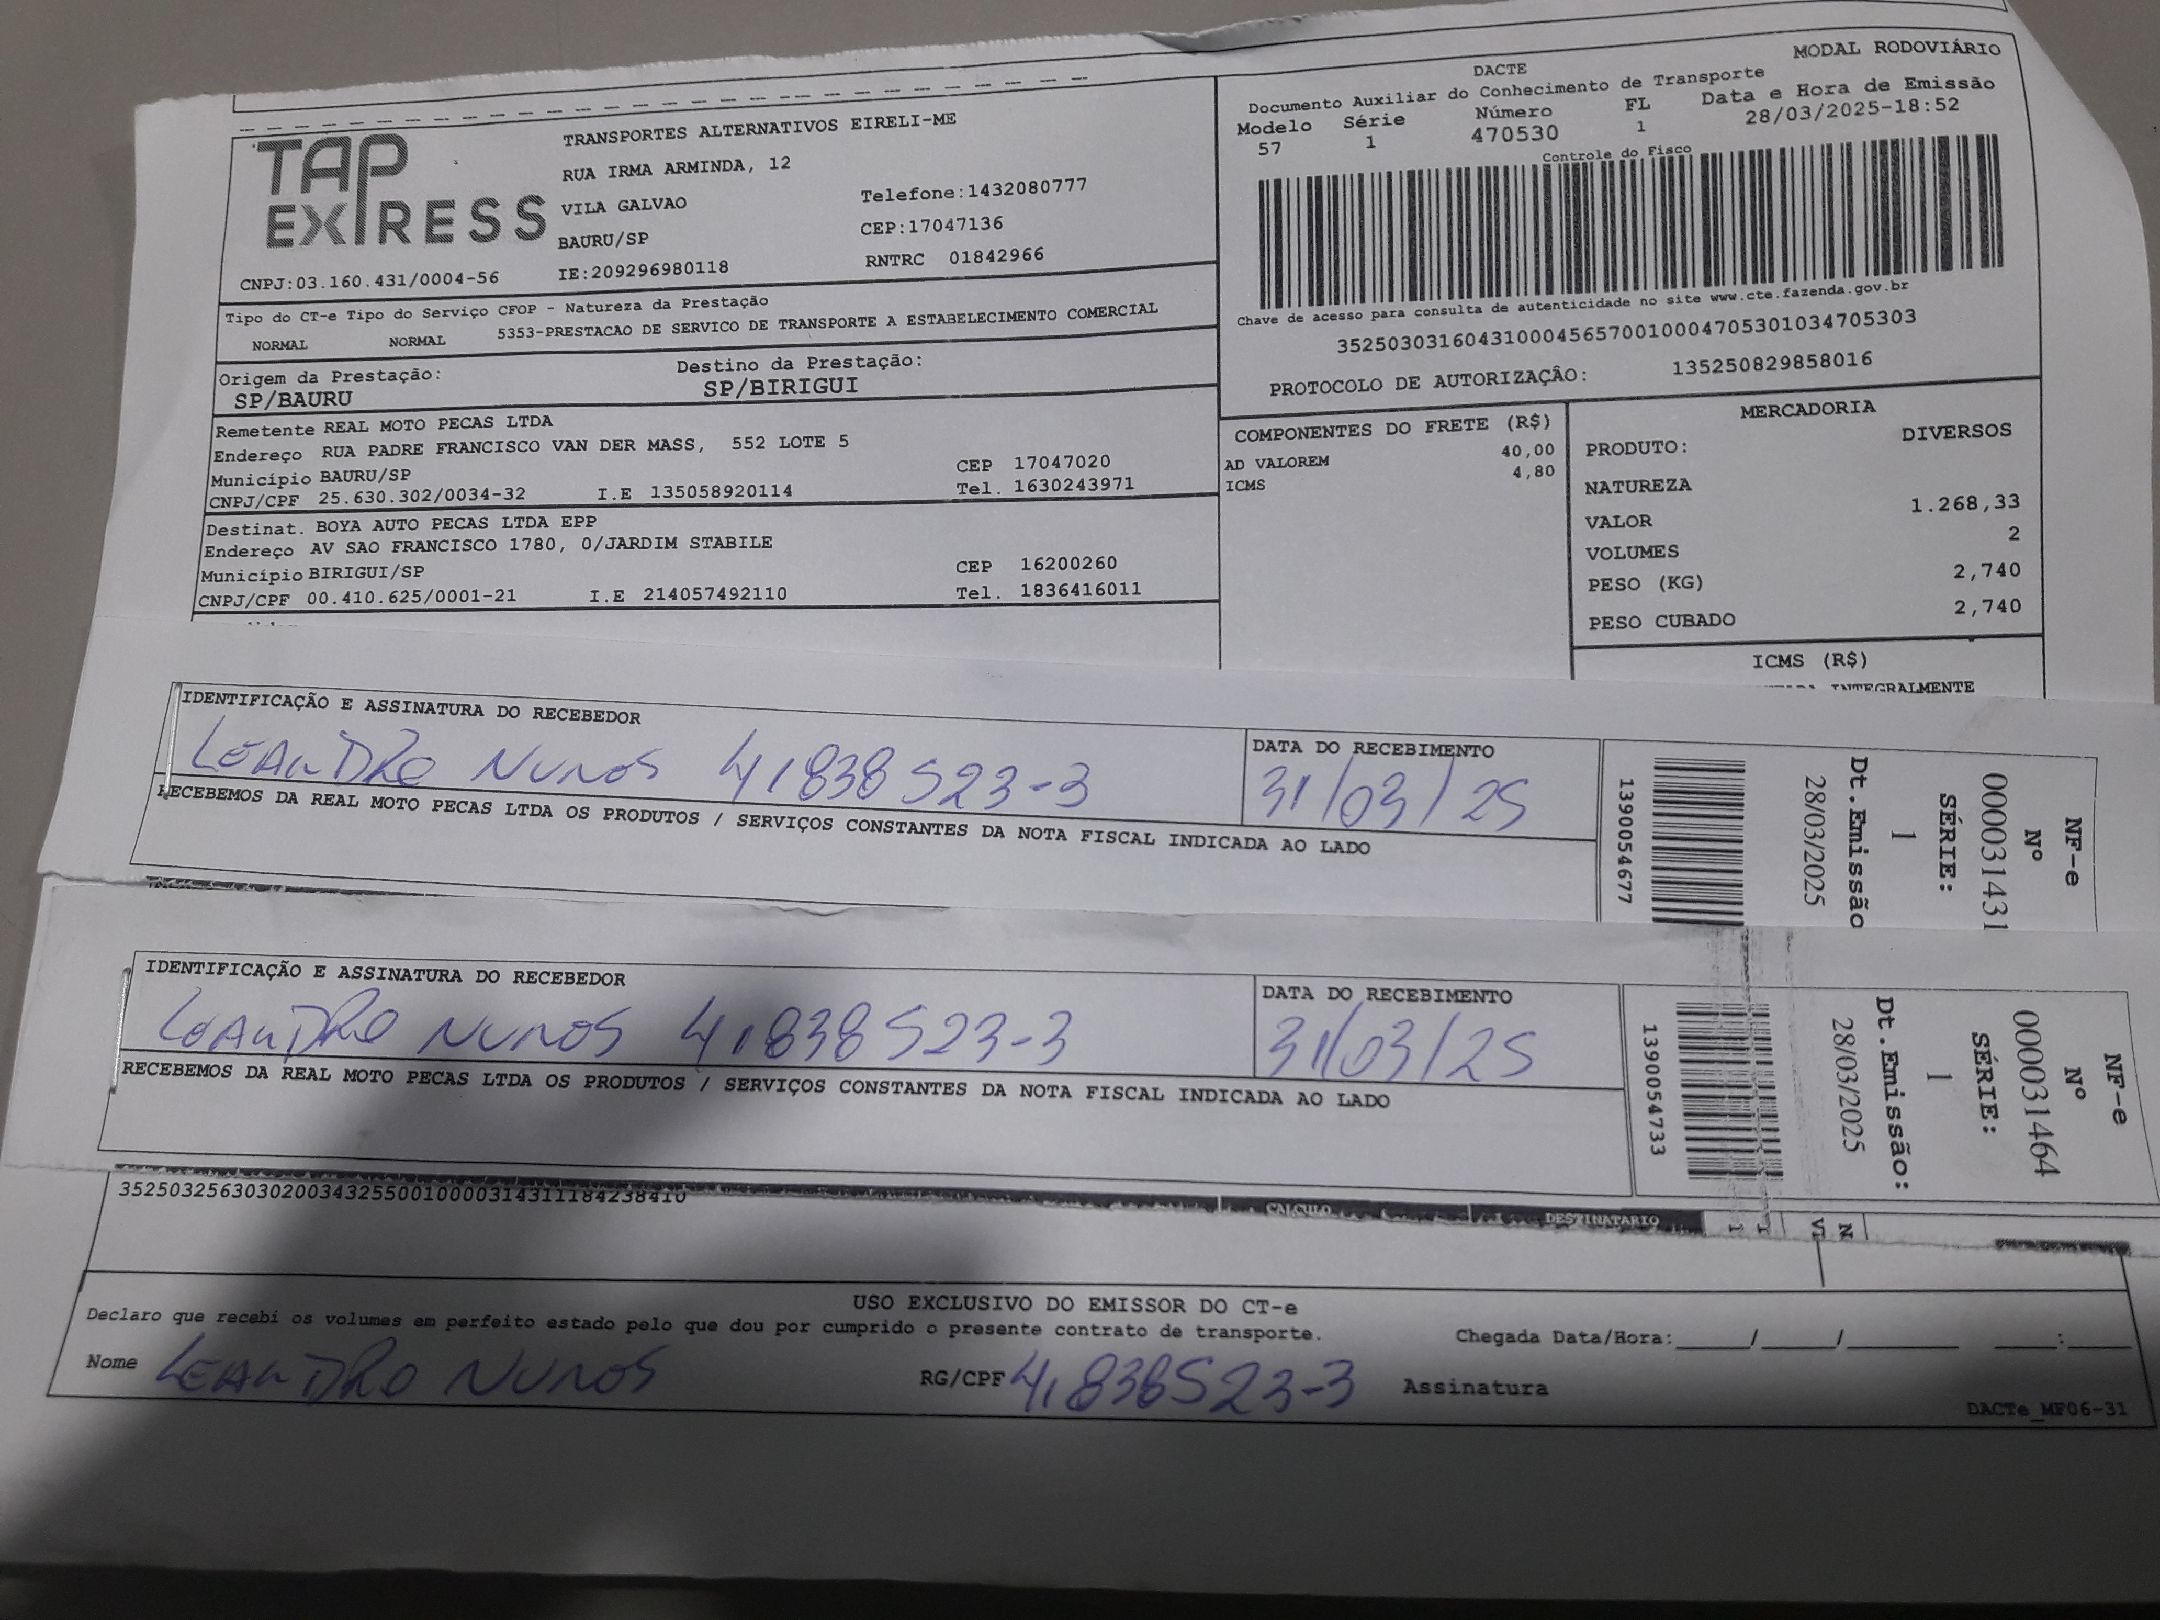 MODAL RODOVIÁRIO
DACTE
Documento Auxiliar do Conhecimento de Transporte
Modelo Série Número FL Data e Hora de Emissão
57 1 470530 1 28/03/2025-18:52
Controle do Fisco
TAP EXPRESS
TRANSPORTES ALTERNATIVOS EIRELI-ME
RUA IRMA ARMINDA, 12
VILA GALVAO Telefone:1432080777
BAURU/SP CEP:17047136
CNPJ:03.160.431/0004-56 IE:209296980118 RNTRC 01842966
Chave de acesso para consulta de autenticidade no site www.cte.fazenda.gov.br
35250303160431000456570010004705301034705303
PROTOCOLO DE AUTORIZAÇÂO: 135250829858016
Tipo do CT-e Tipo do Serviço CFOP - Natureza da Prestação
NORMAL NORMAL 5353-PRESTACAO DE SERVICO DE TRANSPORTE A ESTABELECIMENTO COMERCIAL
Origem da Prestação: Destino da Prestação:
SP/BAURU SP/BIRIGUI
Remetente REAL MOTO PECAS LTDA
Endereço RUA PADRE FRANCISCO VAN DER MASS, 552 LOTE 5
Município BAURU/SP CEP 17047020
CNPJ/CPF 25.630.302/0034-32 I.E 135058920114 Tel. 1630243971
Destinat. BOYA AUTO PECAS LTDA EPP
Endereço AV SAO FRANCISCO 1780, 0/JARDIM STABILE
Município BIRIGUI/SP CEP 16200260
CNPJ/CPF 00.410.625/0001-21 I.E 214057492110 Tel. 1836416011
COMPONENTES DO FRETE (R$)
AD VALOREM 40,00
ICMS 4,80
MERCADORIA
PRODUTO: DIVERSOS
NATUREZA
VALOR 1.268,33
VOLUMES 2
PESO (KG) 2,740
PESO CUBADO 2,740
ICMS (R$)
INTEGRALMENTE
IDENTIFICAÇÃO E ASSINATURA DO RECEBEDOR
LEANDRO NUNOS 41838523-3
DATA DO RECEBIMENTO
31/03/25
RECEBEMOS DA REAL MOTO PECAS LTDA OS PRODUTOS / SERVIÇOS CONSTANTES DA NOTA FISCAL INDICADA AO LADO
NF-e
Nº
000031431
SÉRIE:
1
Dt.Emissão
28/03/2025
1390054677
IDENTIFICAÇÃO E ASSINATURA DO RECEBEDOR
LEANDRO NUNOS 41838523-3
DATA DO RECEBIMENTO
31/03/25
RECEBEMOS DA REAL MOTO PECAS LTDA OS PRODUTOS / SERVIÇOS CONSTANTES DA NOTA FISCAL INDICADA AO LADO
NF-e
Nº
000031464
SÉRIE:
1
Dt.Emissão:
28/03/2025
1390054733
35250325630302003432550010000314311184238410
CALCULO DESTINATARIO
USO EXCLUSIVO DO EMISSOR DO CT-e
Declaro que recebi os volumes em perfeito estado pelo que dou por cumprido o presente contrato de transporte. Chegada Data/Hora:_____/_____/_______ ___:____
Nome LEANDRO NUNOS RG/CPF 41838523-3 Assinatura
DACTe_MF06-31